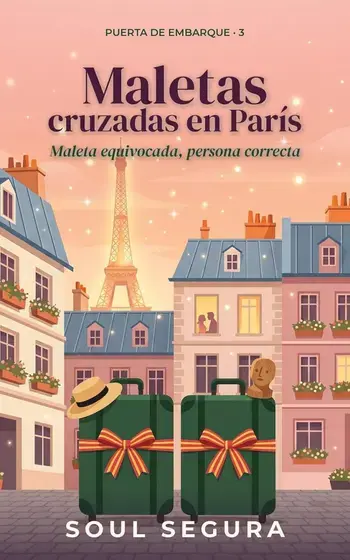 PUERTA DE EMBARQUE · 3
Maletas
cruzadas en París
Maleta equivocada, persona correcta
SOUL SEGURA